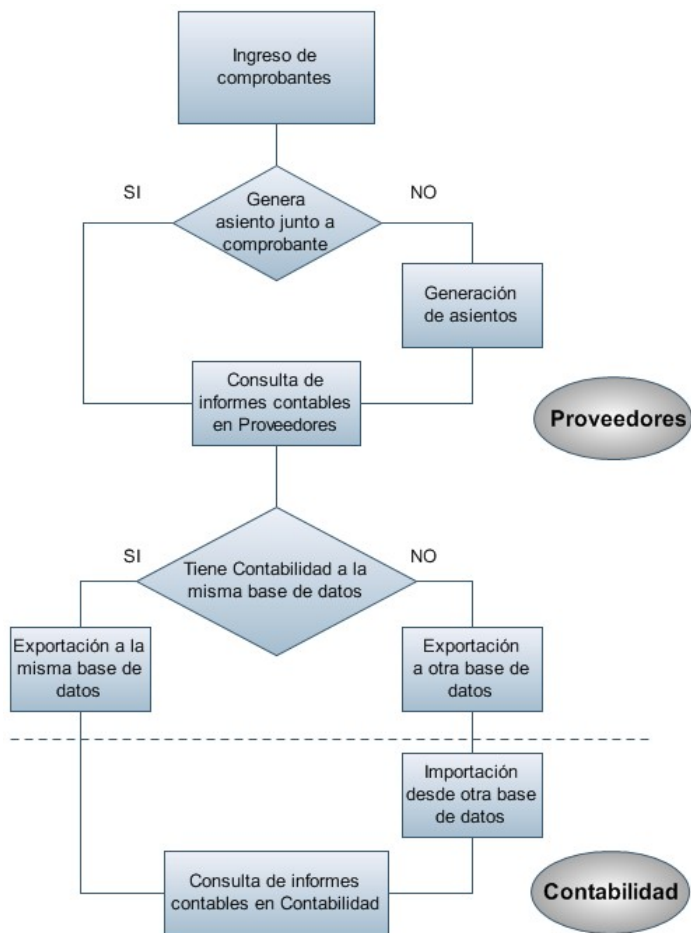 Ingreso de
comprobantes
SI
NO
Genera
asiento junto a
comprobante
Generación
de asientos
Consulta de
informes contables
en Proveedores
Proveedores
SI
NO
Tiene Contabilidad a la
misma base de datos
Exportación a la
misma base de
datos
Exportación
a otra base de
datos
Importación
desde otra base
de datos
Consulta de informes
contables en Contabilidad
Contabilidad